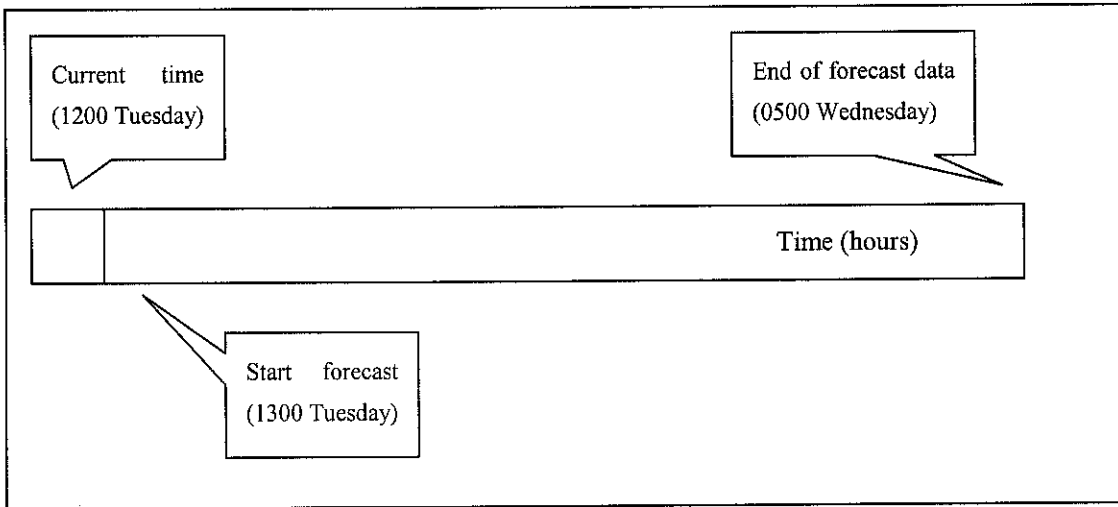 Current time
(1200 Tuesday)
End of forecast data
(0500 Wednesday)
Time (hours)
Start forecast
(1300 Tuesday)